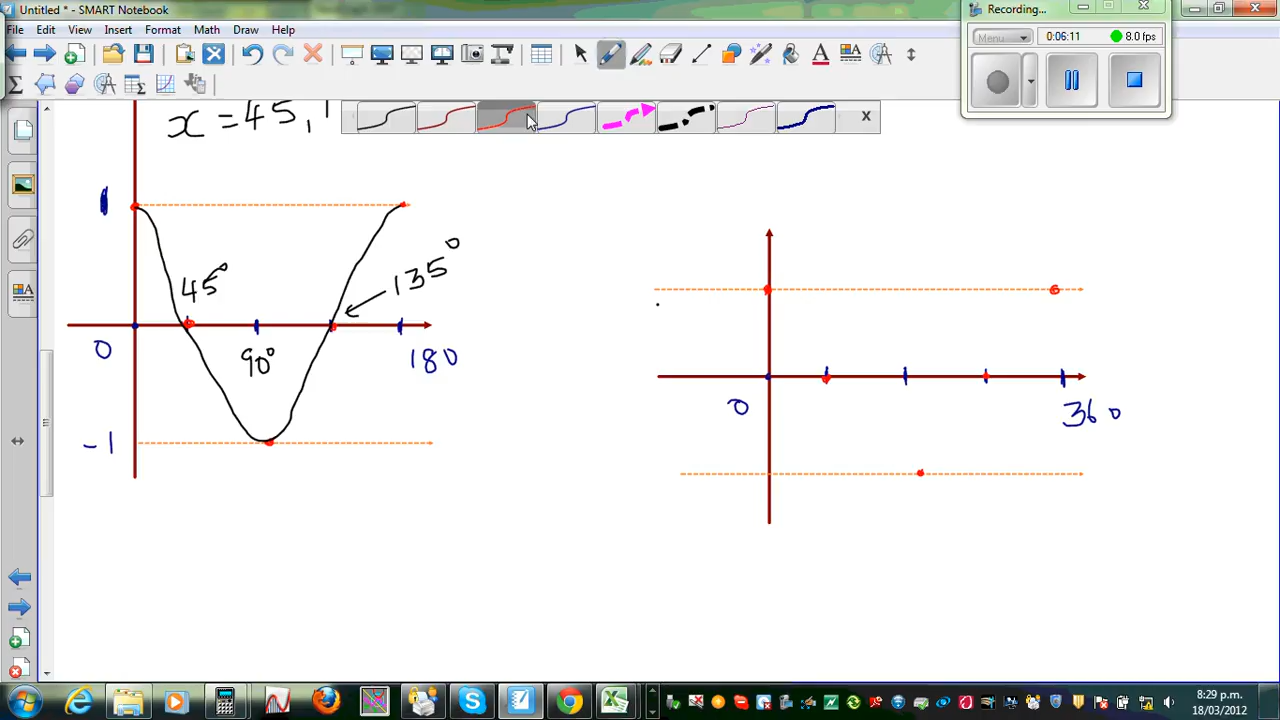 Untitled * - SMART Notebook
Recording...
File Edit View Insert Format Math Draw Help
Menu
0:06:11
8.0 fps
x = 45, 1
1
45°
135°
0
90°
180
-1
0
360
8:29 p.m.
18/03/2012